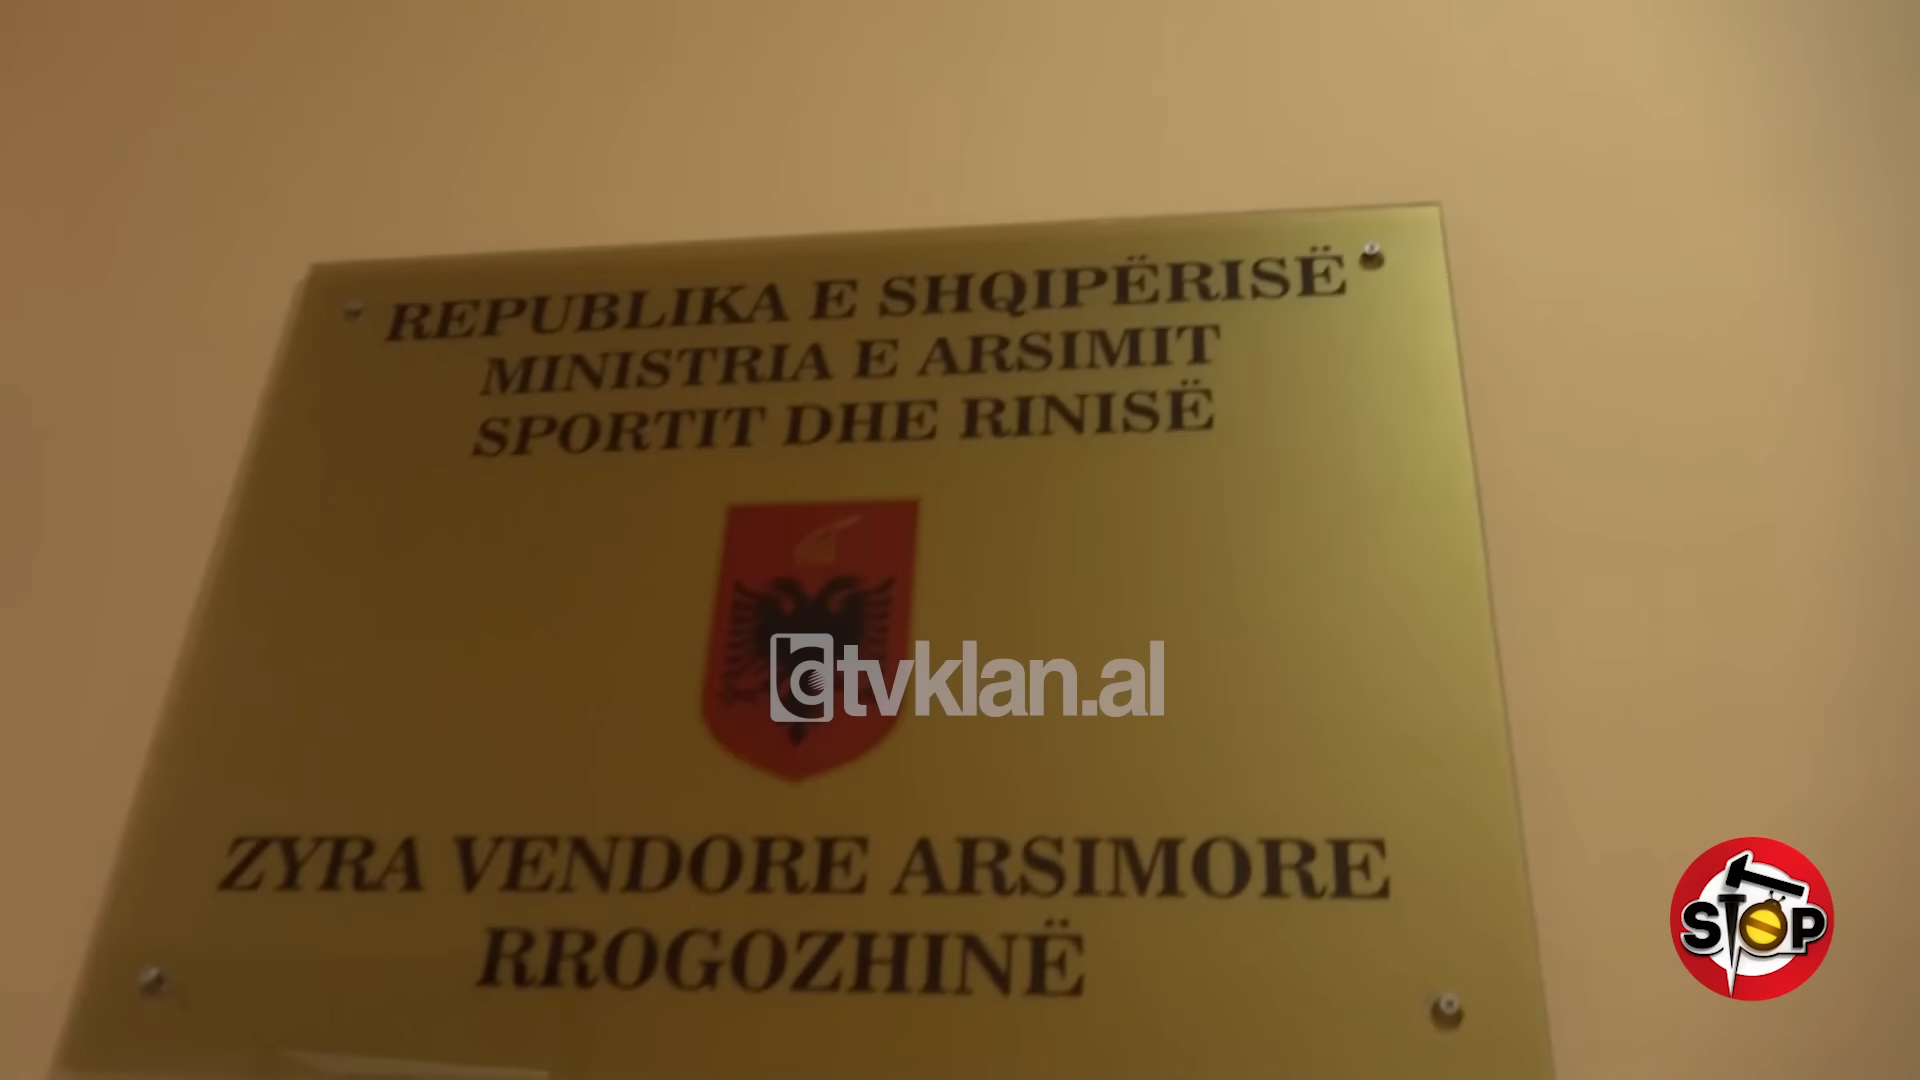 REPUBLIKA E SHQIPËRISË
MINISTRIA E ARSIMIT
SPORTIT DHE RINISË
tvklan.al
ZYRA VENDORE ARSIMORE
RROGOZHINË
STOP